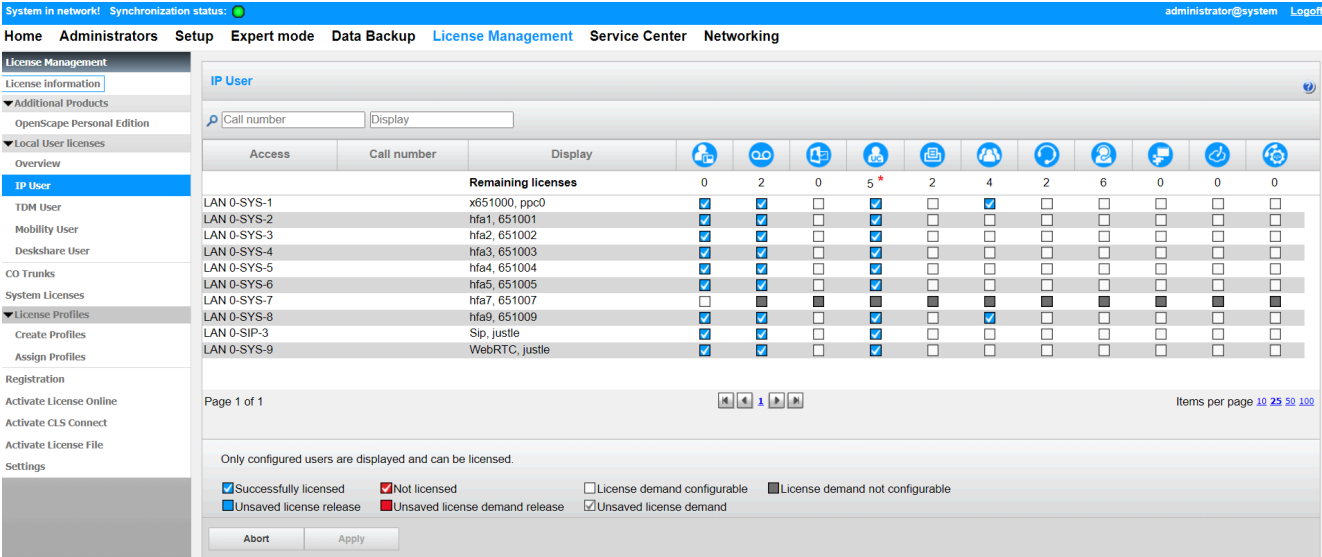 System in network! Synchronization status: administrator@system Logoff
Home Administrators Setup Expert mode Data Backup License Management Service Center Networking
License Management
License information
Additional Products
OpenScape Personal Edition
Local User licenses
Overview
IP User
TDM User
Mobility User
Deskshare User
CO Trunks
System Licenses
License Profiles
Create Profiles
Assign Profiles
Registration
Activate License Online
Activate CLS Connect
Activate License File
Settings
IP User
Call number Display
Access Call number Display UC
Remaining licenses 0 2 0 5 * 2 4 2 6 0 0 0
LAN 0-SYS-1 x651000, ppc0
LAN 0-SYS-2 hfa1, 651001
LAN 0-SYS-3 hfa2, 651002
LAN 0-SYS-4 hfa3, 651003
LAN 0-SYS-5 hfa4, 651004
LAN 0-SYS-6 hfa5, 651005
LAN 0-SYS-7 hfa7, 651007
LAN 0-SYS-8 hfa9, 651009
LAN 0-SIP-3 Sip, justle
LAN 0-SYS-9 WebRTC, justle
Page 1 of 1 1 Items per page 10 25 50 100
Only configured users are displayed and can be licensed.
Successfully licensed Not licensed License demand configurable License demand not configurable
Unsaved license release Unsaved license demand release Unsaved license demand
Abort Apply